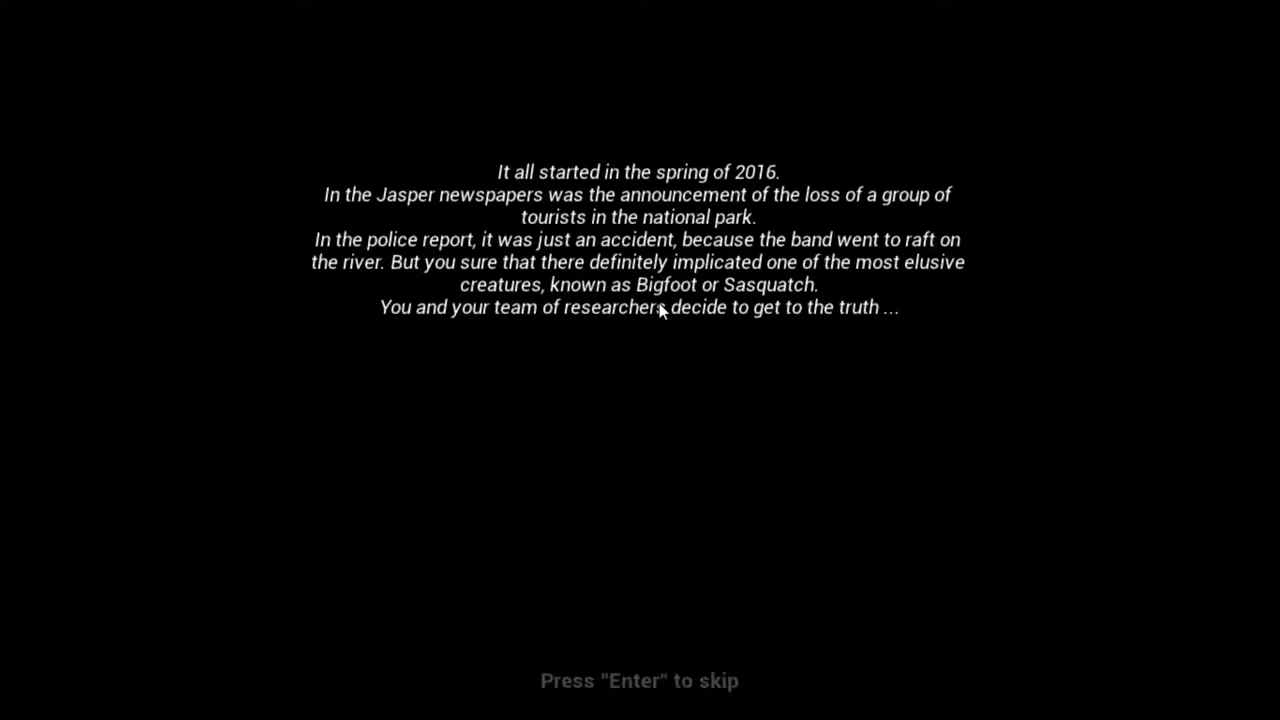 It all started in the spring of 2016.
In the Jasper newspapers was the announcement of the loss of a group of
tourists in the national park.
In the police report, it was just an accident, because the band went to raft on
the river. But you sure that there definitely implicated one of the most elusive
creatures, known as Bigfoot or Sasquatch.
You and your team of researchers decide to get to the truth ...
Press "Enter" to skip